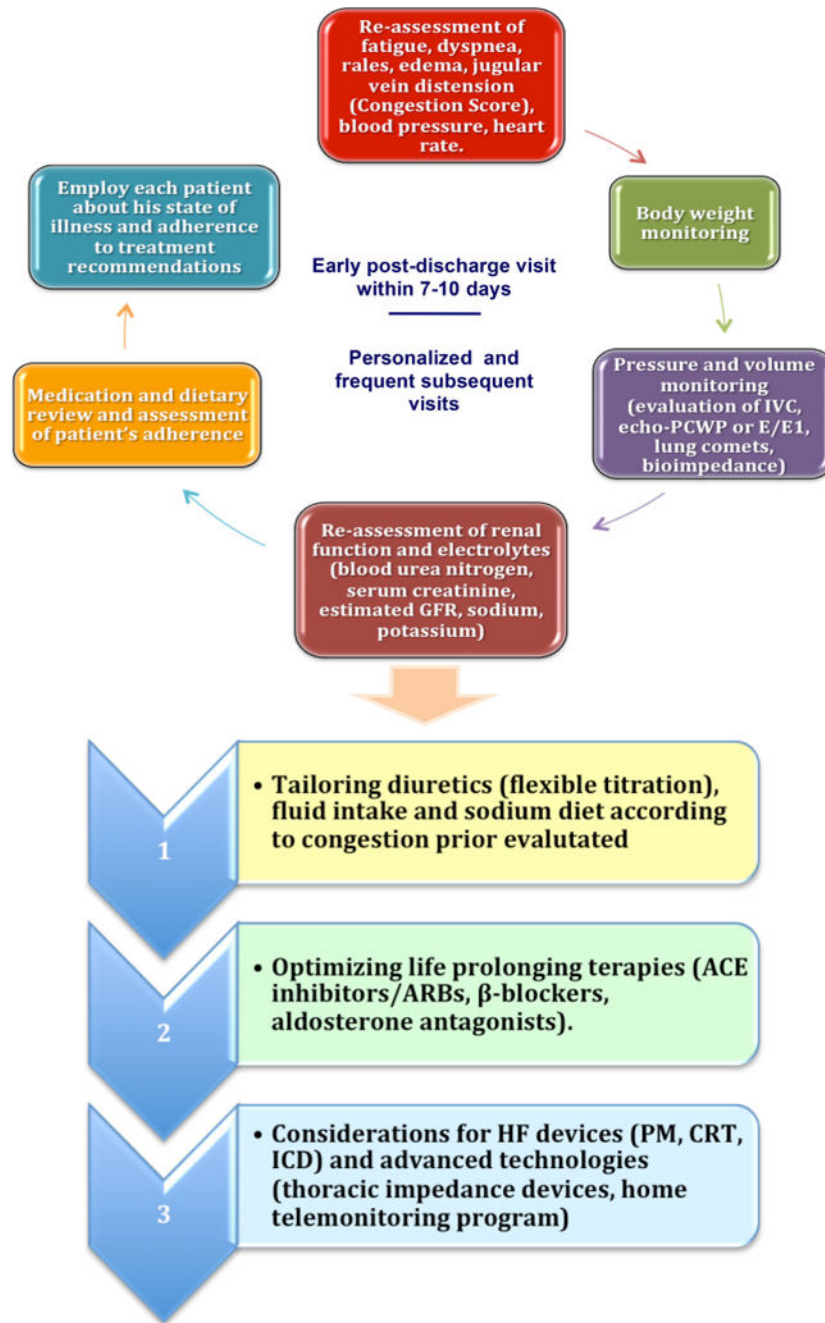 Re-assessment of
fatigue, dyspnea,
rales, edema, jugular
vein distension
(Congestion Score),
blood pressure, heart
rate.
Body weight
monitoring
Pressure and volume
monitoring
(evaluation of IVC,
echo-PCWP or E/E1,
lung comets,
bioimpedance)
Re-assessment of renal
function and electrolytes
(blood urea nitrogen,
serum creatinine,
estimated GFR, sodium,
potassium)
Medication and dietary
review and assessment
of patient's adherence
Employ each patient
about his state of
illness and adherence
to treatment
recommendations
Early post-discharge visit
within 7-10 days
Personalized and
frequent subsequent
visits
1
• Tailoring diuretics (flexible titration),
fluid intake and sodium diet according
to congestion prior evalutated
2
• Optimizing life prolonging terapies (ACE
inhibitors/ARBs, β-blockers,
aldosterone antagonists).
3
• Considerations for HF devices (PM, CRT,
ICD) and advanced technologies
(thoracic impedance devices, home
telemonitoring program)